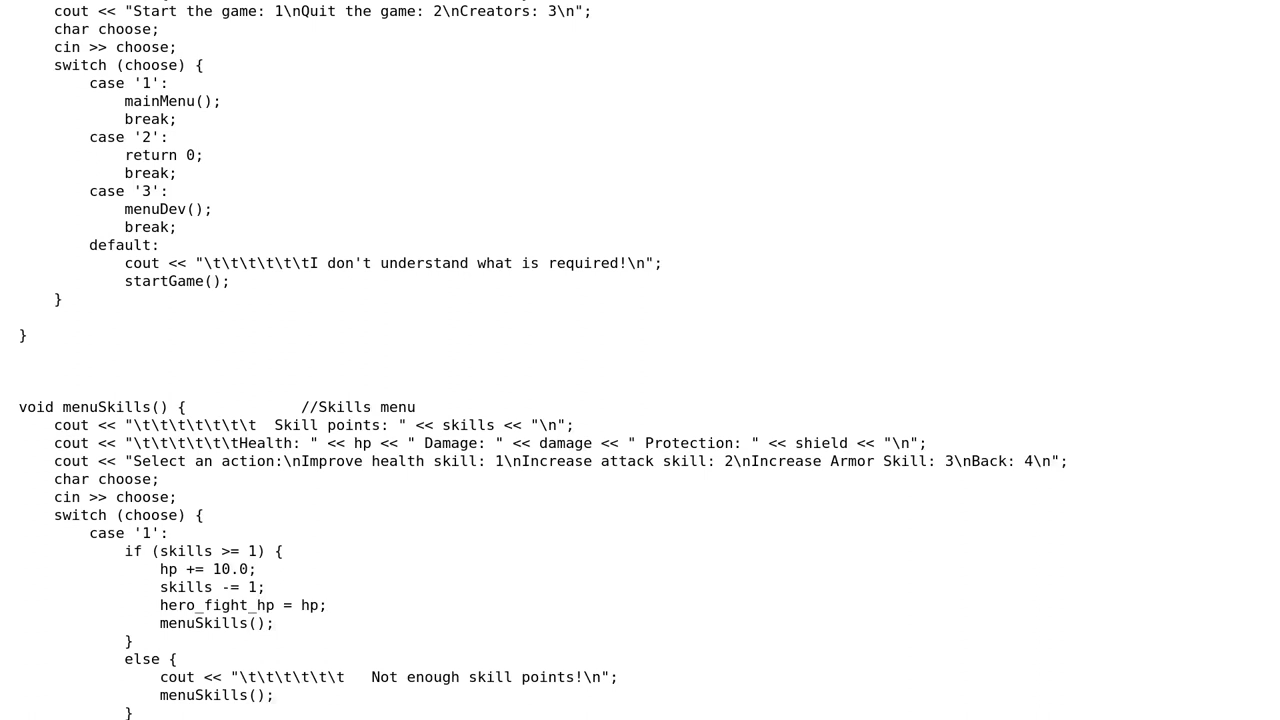 cout << "Start the game: 1\nQuit the game: 2\nCreators: 3\n";
    char choose;
    cin >> choose;
    switch (choose) {
        case '1':
            mainMenu();
            break;
        case '2':
            return 0;
            break;
        case '3':
            menuDev();
            break;
        default:
            cout << "\t\t\t\t\t\tI don't understand what is required!\n";
            startGame();
    }

}



void menuSkills() {             //Skills menu
    cout << "\t\t\t\t\t\t\t  Skill points: " << skills << "\n";
    cout << "\t\t\t\t\t\tHealth: " << hp << " Damage: " << damage << " Protection: " << shield << "\n";
    cout << "Select an action:\nImprove health skill: 1\nIncrease attack skill: 2\nIncrease Armor Skill: 3\nBack: 4\n";
    char choose;
    cin >> choose;
    switch (choose) {
        case '1':
            if (skills >= 1) {
                hp += 10.0;
                skills -= 1;
                hero_fight_hp = hp;
                menuSkills();
            }
            else {
                cout << "\t\t\t\t\t\t   Not enough skill points!\n";
                menuSkills();
            }